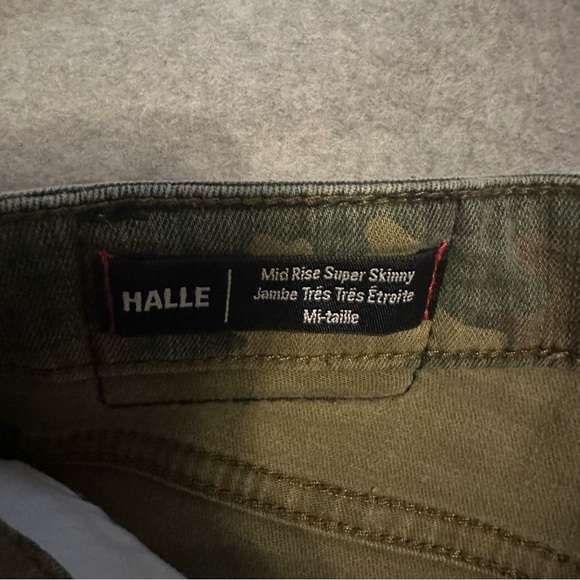 HALLE
Mid Rise Super Skinny
Jambe Très Très Étroite
Mi-taille